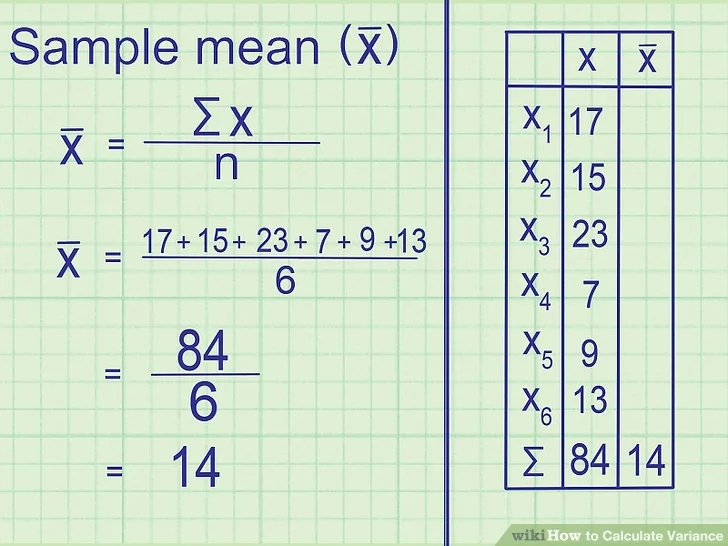 Sample mean (x̄)
x̄ = Σ x
n
x̄ = 17 + 15 + 23 + 7 + 9 + 13
6
= 84
6
= 14
x x̄
x₁ 17
x₂ 15
x₃ 23
x₄ 7
x₅ 9
x₆ 13
Σ 84 14
wikiHow to Calculate Variance